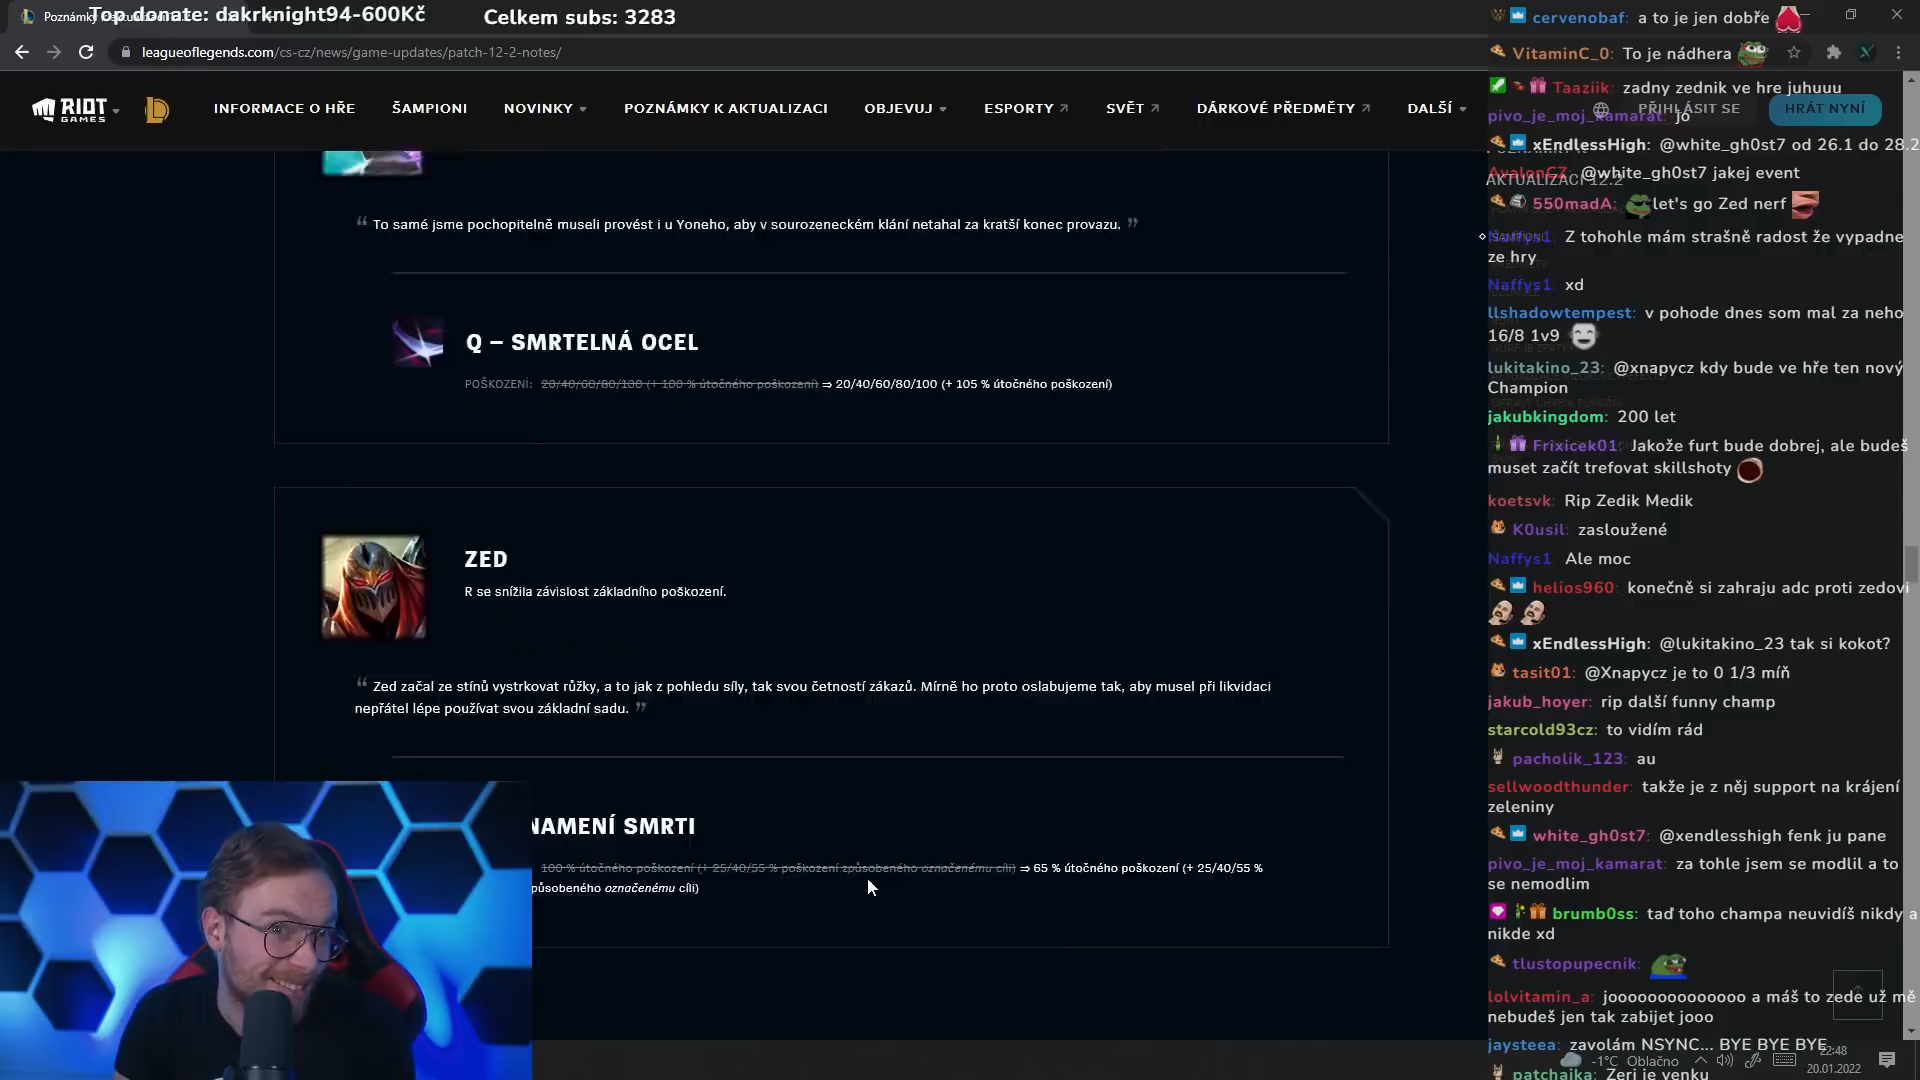 Top donate: dakrknight94-600Kč
Celkem subs: 3283
leagueoflegends.com/cs-cz/news/game-updates/patch-12-2-notes/
RIOT GAMES
INFORMACE O HŘE
ŠAMPIONI
NOVINKY
POZNÁMKY K AKTUALIZACI
OBJEVUJ
ESPORTY
SVĚT
DÁRKOVÉ PŘEDMĚTY
DALŠÍ
PŘIHLÁSIT SE
HRÁT NYNÍ
“ To samé jsme pochopitelně museli provést i u Yoneho, aby v sourozeneckém klání netahal za kratší konec provazu. ”
Q – SMRTELNÁ OCEL
POŠKOZENÍ: 20/40/60/80/100 (+ 100 % útočného poškození) ⇒ 20/40/60/80/100 (+ 105 % útočného poškození)
ZED
R se snížila závislost základního poškození.
“ Zed začal ze stínů vystrkovat růžky, a to jak z pohledu síly, tak svou četností zákazů. Mírně ho proto oslabujeme tak, aby musel při likvidaci
nepřátel lépe používat svou základní sadu. ”
NAMENÍ SMRTI
100 % útočného poškození (+ 25/40/55 % poškození způsobeného označenému cíli) ⇒ 65 % útočného poškození (+ 25/40/55 %
působeného označenému cíli)
cervenobaf: a to je jen dobře
VitaminC_0: To je nádhera
Taaziik: zadny zednik ve hre juhuuu
pivo_je_moj_kamarat: jo
xEndlessHigh: @white_gh0st7 od 26.1 do 28.2
AvalonCZ: @white_gh0st7 jakej event
AKTUALIZACI 12.2
550madA: let's go Zed nerf
Naffys1: Z tohohle mám strašně radost že vypadne
ze hry
Naffys1: xd
llshadowtempest: v pohode dnes som mal za neho
16/8 1v9
lukitakino_23: @xnapycz kdy bude ve hře ten nový
Champion
jakubkingdom: 200 let
Frixicek01: Jakože furt bude dobrej, ale budeš
muset začít trefovat skillshoty
koetsvk: Rip Zedik Medik
K0usil: zasloužené
Naffys1: Ale moc
helios960: konečně si zahraju adc proti zedovi
xEndlessHigh: @lukitakino_23 tak si kokot?
tasit01: @Xnapycz je to 0 1/3 míň
jakub_hoyer: rip další funny champ
starcold93cz: to vidím rád
pacholik_123: au
sellwoodthunder: takže je z něj support na krájení
zeleniny
white_gh0st7: @xendlesshigh fenk ju pane
pivo_je_moj_kamarat: za tohle jsem se modlil a to
se nemodlim
brumb0ss: taď toho champa neuvidíš nikdy a
nikde xd
tlustopupecnik:
lolvitamin_a: jooooooooooooo a máš to zede už mě
nebudeš jen tak zabijet jooo
jaysteea: zavolám NSYNC... BYE BYE BYE
patchajka: Zeri je venku
-1°C Oblačno
22:48
20.01.2022